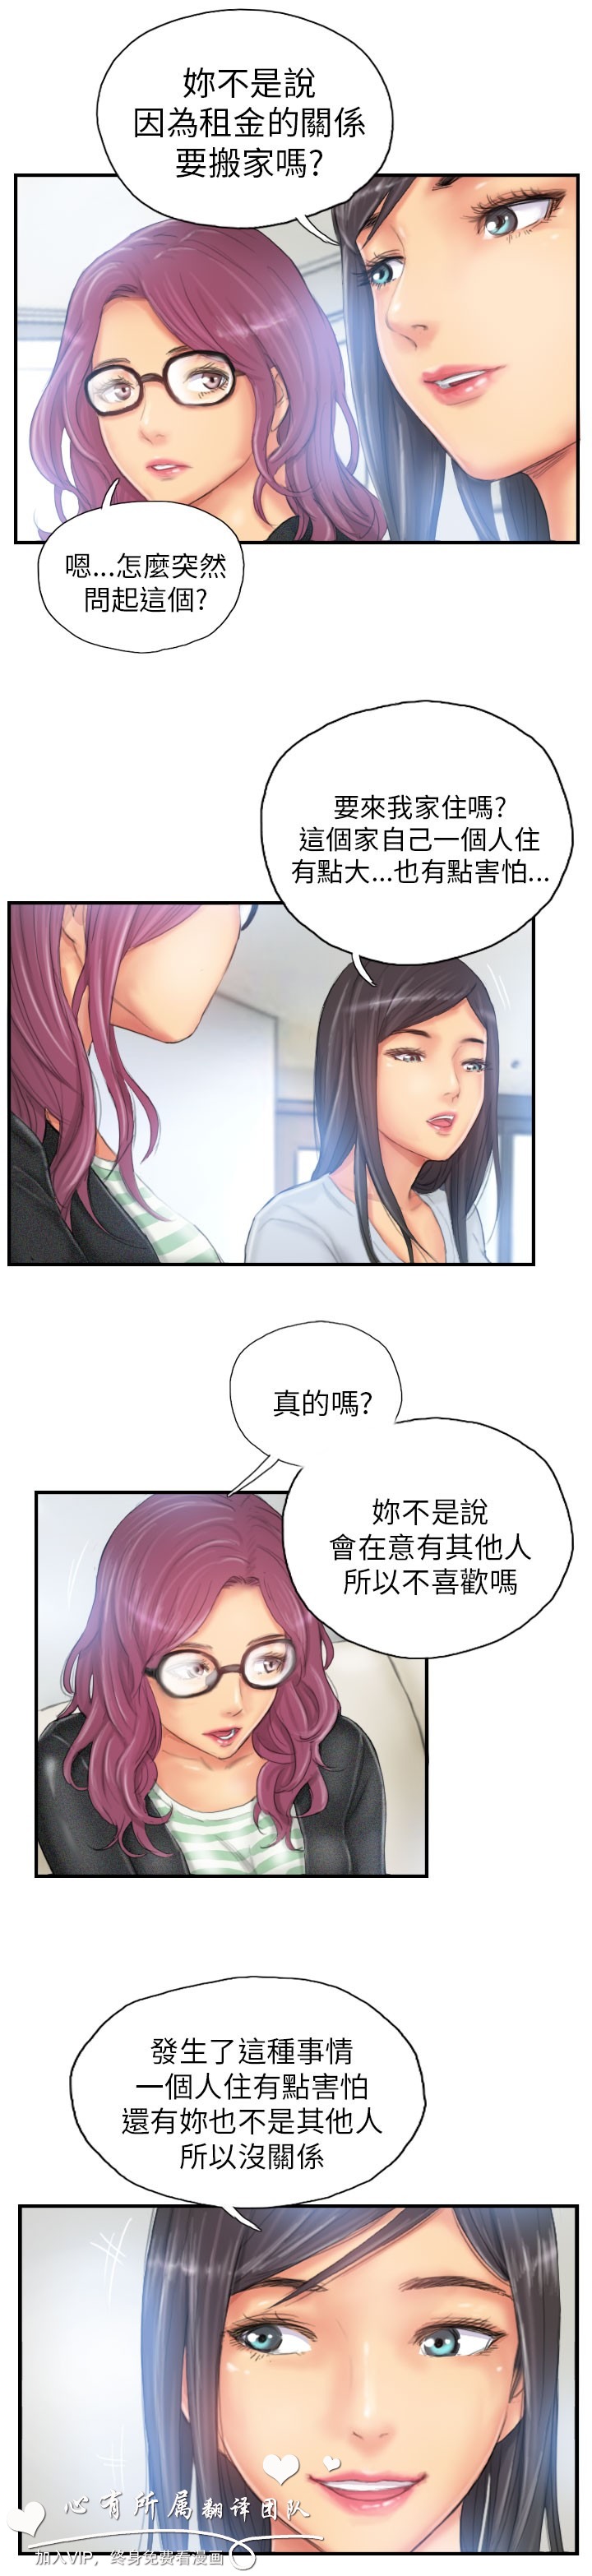 妳不是說
因為租金的關係
要搬家嗎?
嗯...怎麼突然
問起這個?
要來我家住嗎?
這個家自己一個人住
有點大...也有點害怕...
真的嗎?
妳不是說
會在意有其他人
所以不喜歡嗎
發生了這種事情
一個人住有點害怕
還有妳也不是其他人
所以沒關係
心有所属翻译团队
加入VIP，终身免费看漫画